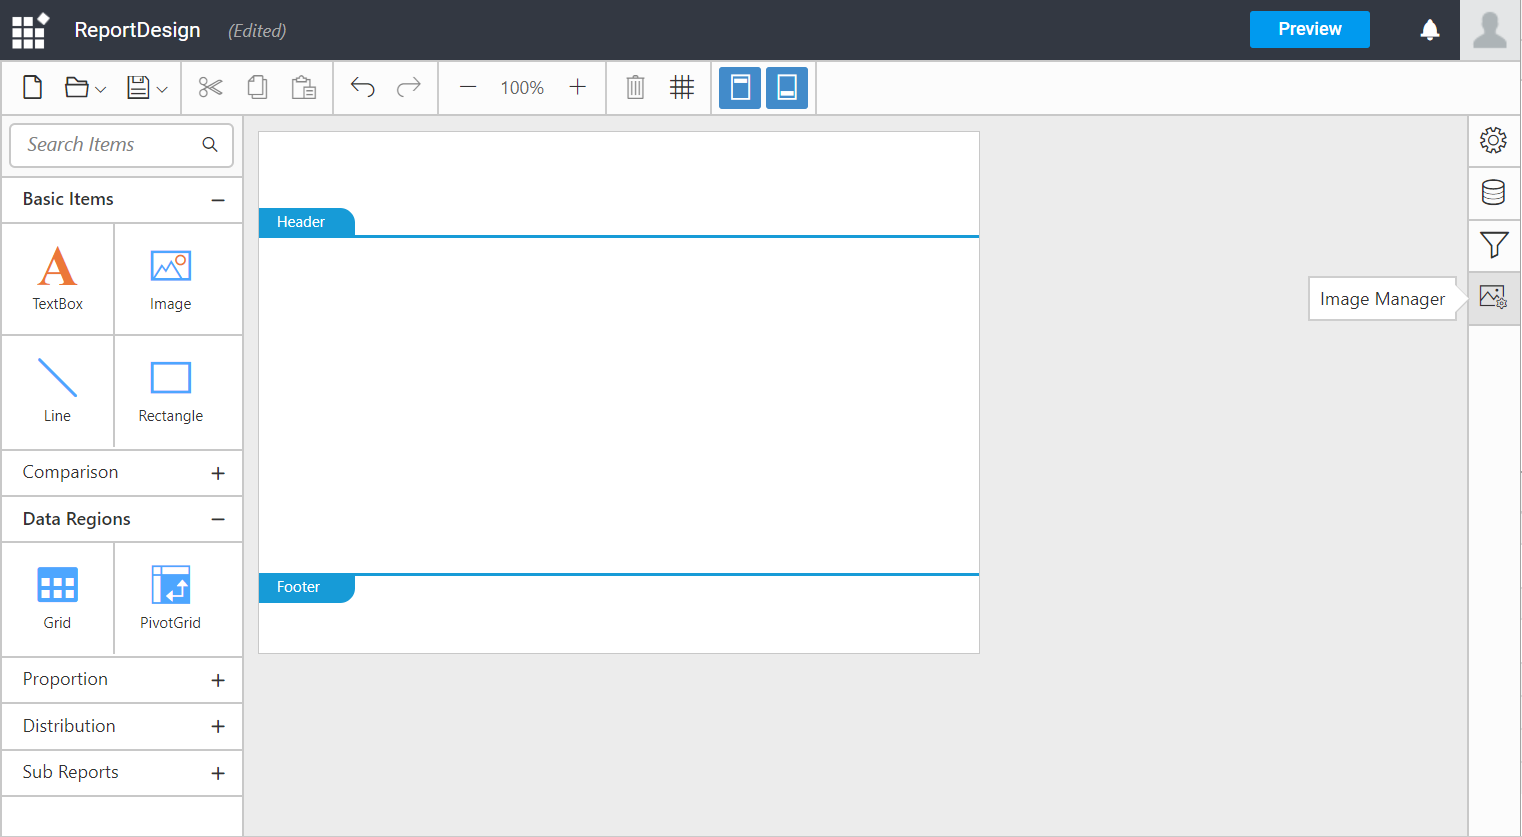 ReportDesign (Edited)
Preview
100%
Search Items
Basic Items
TextBox
Image
Line
Rectangle
Comparison
Data Regions
Grid
PivotGrid
Proportion
Distribution
Sub Reports
Header
Footer
Image Manager